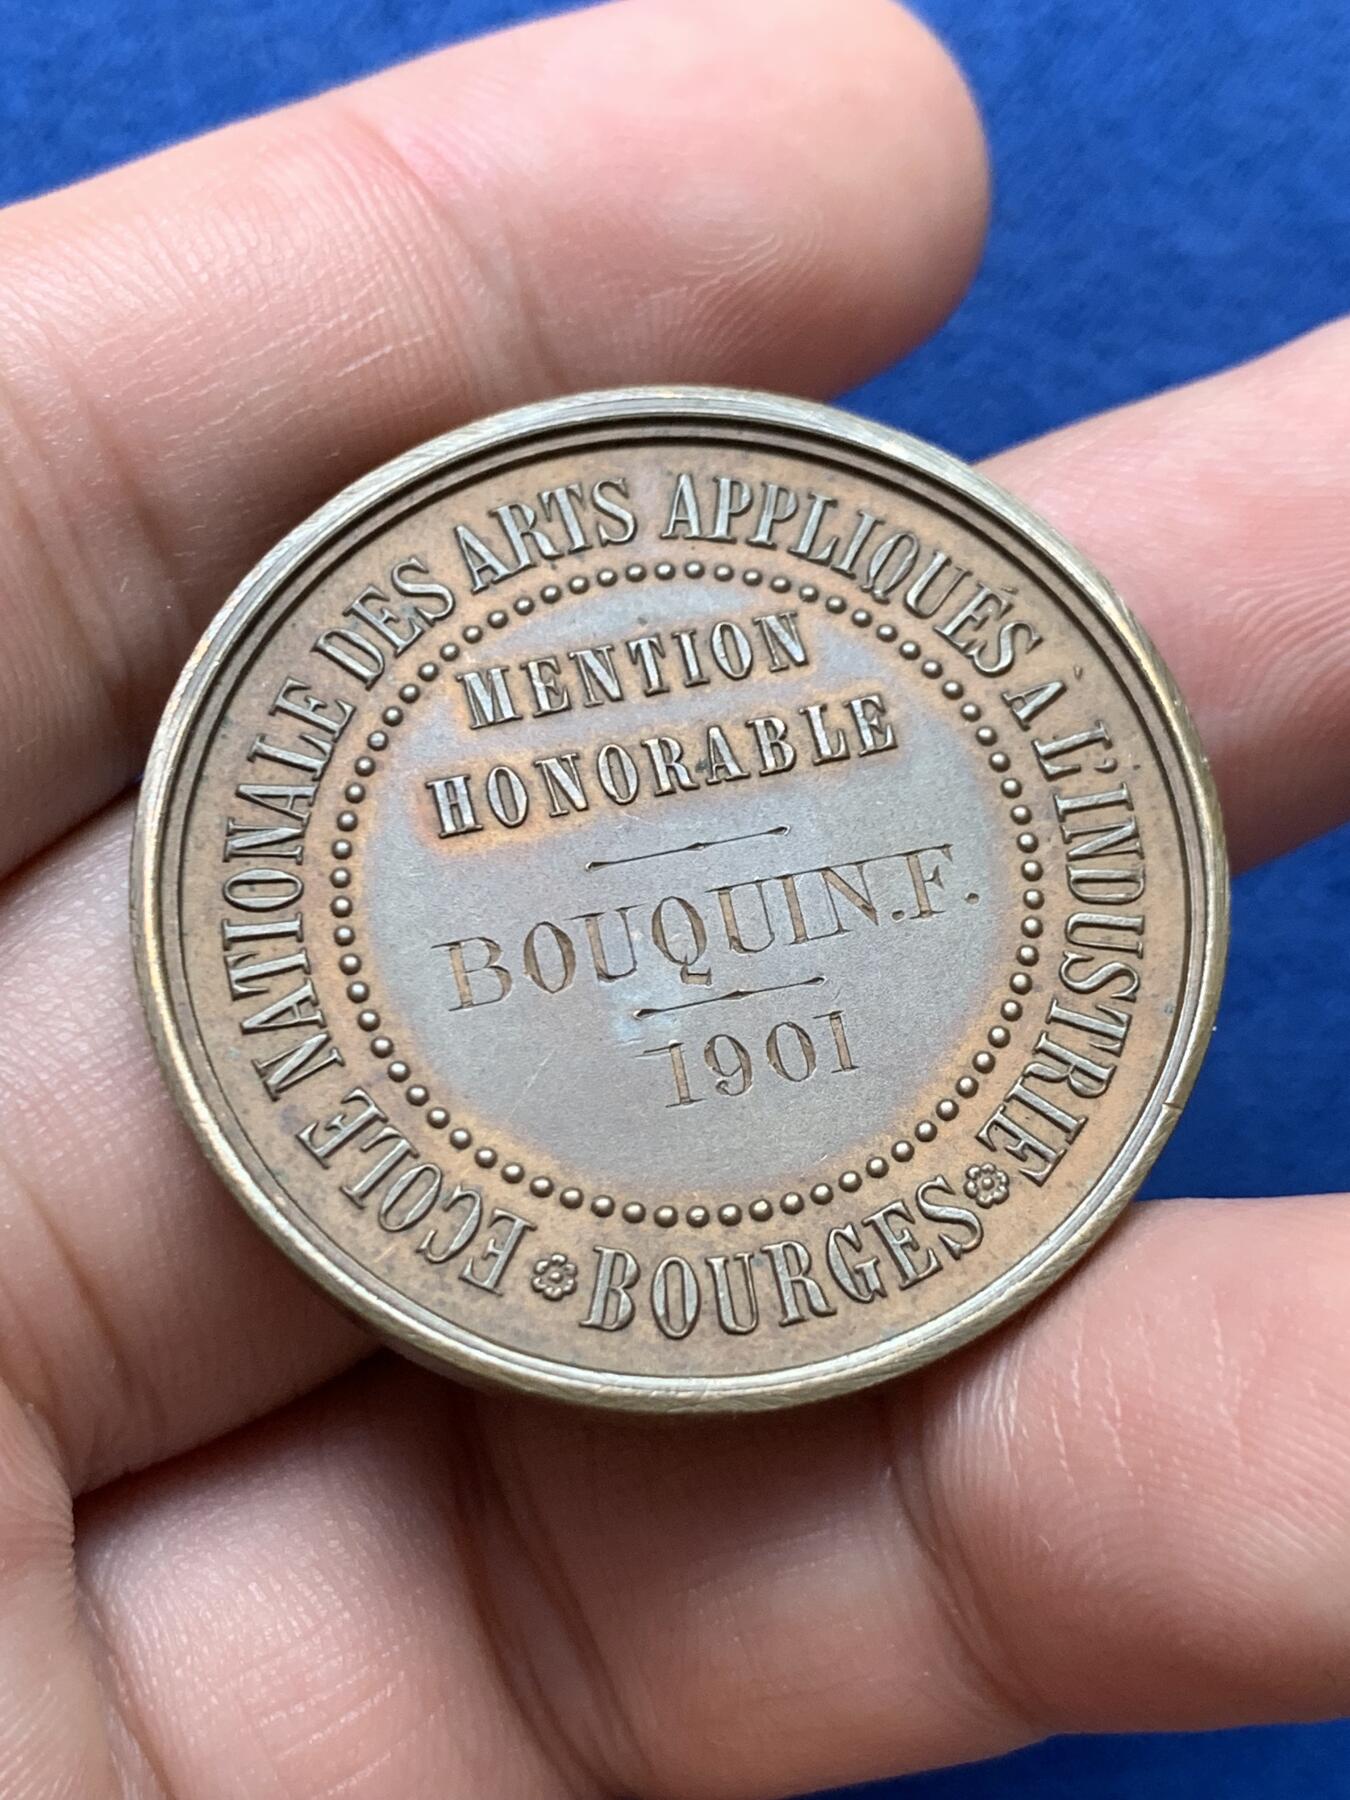 ECOLE NATIONALE DES ARTS APPLIQUÉS À L'INDUSTRIE
BOURGES
MENTION
HONORABLE
BOUQUIN.F.
1901